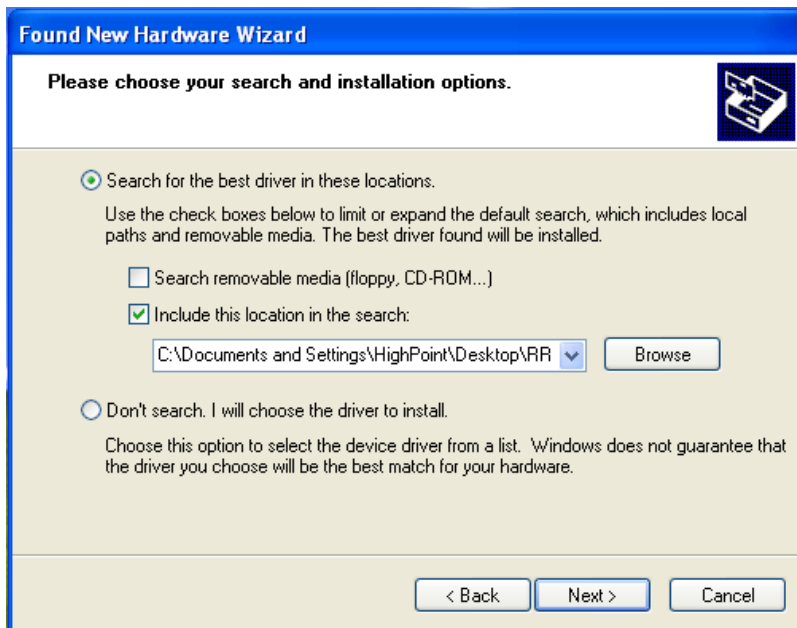 Found New Hardware Wizard
Please choose your search and installation options.
Search for the best driver in these locations.
Use the check boxes below to limit or expand the default search, which includes local
paths and removable media. The best driver found will be installed.
Search removable media (floppy, CD-ROM...)
Include this location in the search:
C:\Documents and Settings\HighPoint\Desktop\RR
Browse
Don't search. I will choose the driver to install.
Choose this option to select the device driver from a list. Windows does not guarantee that
the driver you choose will be the best match for your hardware.
< Back
Next >
Cancel